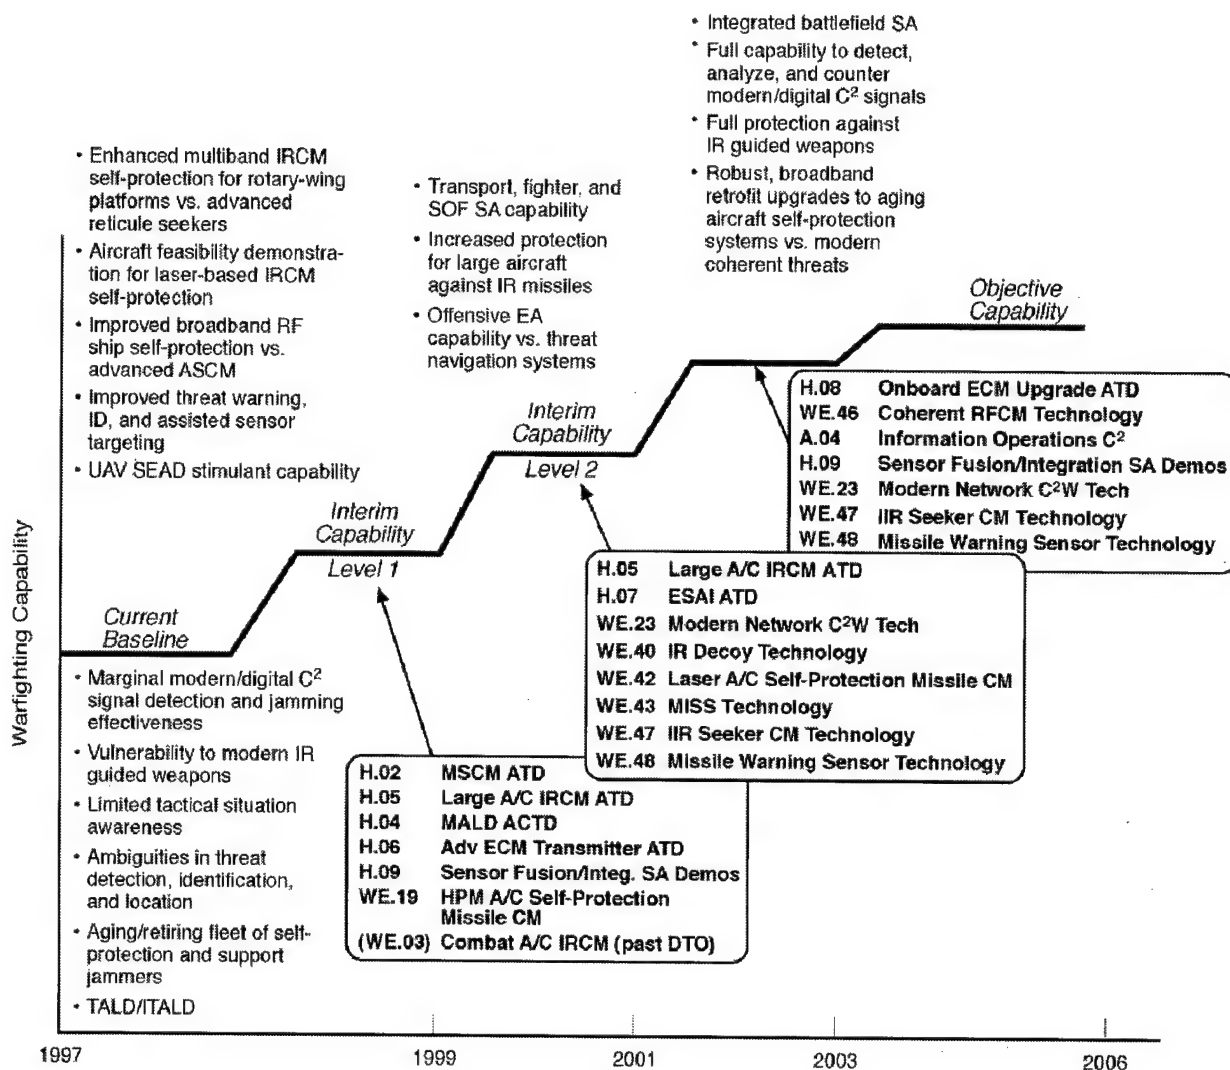 • Integrated battlefield SA
• Full capability to detect,
analyze, and counter
modern/digital C² signals
• Full protection against
IR guided weapons
• Robust, broadband
retrofit upgrades to aging
aircraft self-protection
systems vs. modern
coherent threats
• Enhanced multiband IRCM
self-protection for rotary-wing
platforms vs. advanced
reticule seekers
• Aircraft feasibility demonstra-
tion for laser-based IRCM
self-protection
• Improved broadband RF
ship self-protection vs.
advanced ASCM
• Improved threat warning,
ID, and assisted sensor
targeting
• UAV SEAD stimulant capability
• Transport, fighter, and
SOF SA capability
• Increased protection
for large aircraft
against IR missiles
• Offensive EA
capability vs. threat
navigation systems
Objective
Capability
Interim
Capability
Level 2
Interim
Capability
Level 1
Current
Baseline
Warfighting Capability
H.08 Onboard ECM Upgrade ATD
WE.46 Coherent RFCM Technology
A.04 Information Operations C²
H.09 Sensor Fusion/Integration SA Demos
WE.23 Modern Network C²W Tech
WE.47 IIR Seeker CM Technology
WE.48 Missile Warning Sensor Technology
H.05 Large A/C IRCM ATD
H.07 ESAI ATD
WE.23 Modern Network C²W Tech
WE.40 IR Decoy Technology
WE.42 Laser A/C Self-Protection Missile CM
WE.43 MISS Technology
WE.47 IIR Seeker CM Technology
WE.48 Missile Warning Sensor Technology
H.02 MSCM ATD
H.05 Large A/C IRCM ATD
H.04 MALD ACTD
H.06 Adv ECM Transmitter ATD
H.09 Sensor Fusion/Integ. SA Demos
WE.19 HPM A/C Self-Protection
Missile CM
(WE.03) Combat A/C IRCM (past DTO)
• Marginal modern/digital C²
signal detection and jamming
effectiveness
• Vulnerability to modern IR
guided weapons
• Limited tactical situation
awareness
• Ambiguities in threat
detection, identification,
and location
• Aging/retiring fleet of self-
protection and support
jammers
• TALD/ITALD
1997 1999 2001 2003 2006